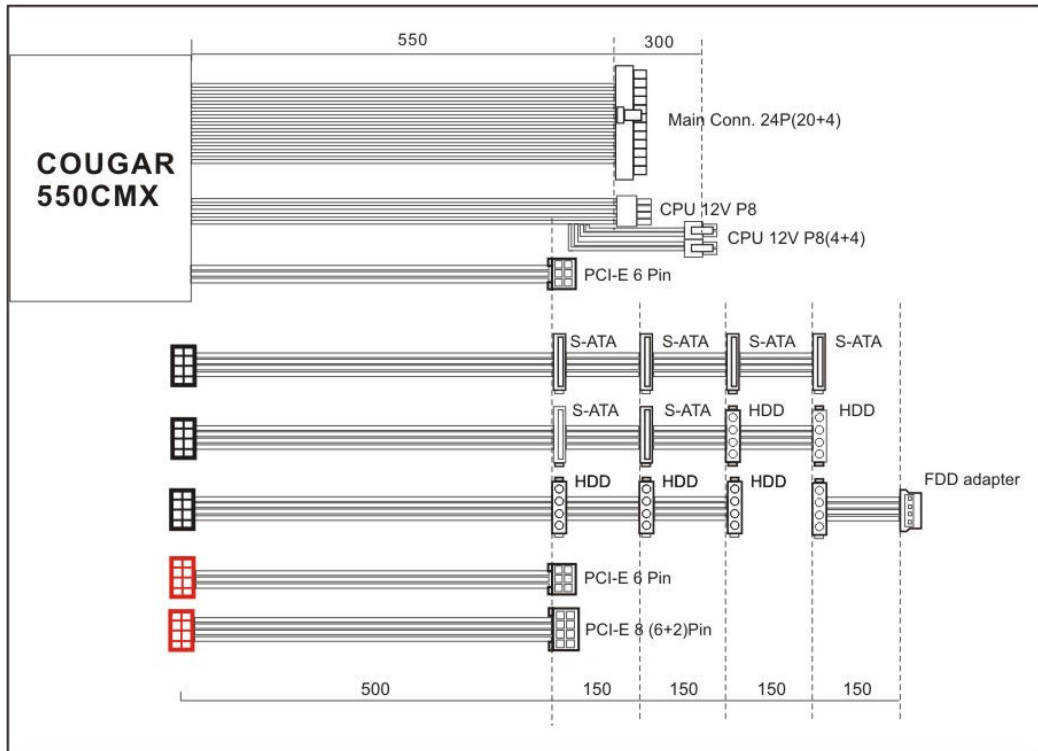 550 300
Main Conn. 24P(20+4)
COUGAR
550CMX
CPU 12V P8
CPU 12V P8(4+4)
PCI-E 6 Pin
S-ATA S-ATA S-ATA S-ATA
S-ATA S-ATA HDD HDD
HDD HDD HDD FDD adapter
PCI-E 6 Pin
PCI-E 8 (6+2)Pin
500 150 150 150 150